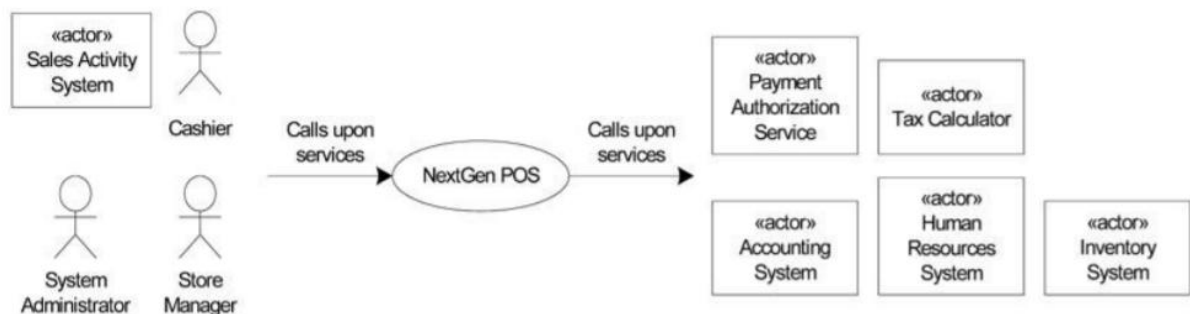 «actor»
Sales Activity
System
Cashier
System
Administrator
Store
Manager
Calls upon
services
NextGen POS
Calls upon
services
«actor»
Payment
Authorization
Service
«actor»
Tax Calculator
«actor»
Accounting
System
«actor»
Human
Resources
System
«actor»
Inventory
System